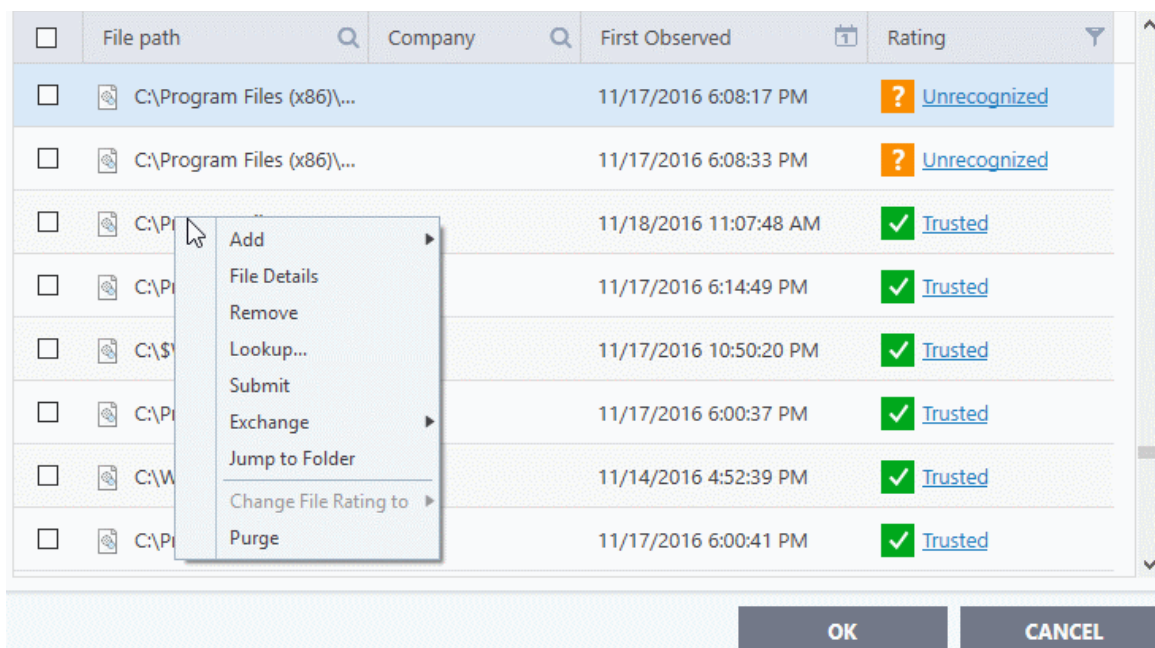 File path Company First Observed 1 Rating
C:\Program Files (x86)\... 11/17/2016 6:08:17 PM ? Unrecognized
C:\Program Files (x86)\... 11/17/2016 6:08:33 PM ? Unrecognized
11/18/2016 11:07:48 AM Trusted
Add
11/17/2016 6:14:49 PM Trusted
File Details
Remove
C:\$ 11/17/2016 10:50:20 PM Trusted
Lookup...
Submit
11/17/2016 6:00:37 PM Trusted
Exchange
Jump to Folder
C:\W 11/14/2016 4:52:39 PM Trusted
Change File Rating to
Purge
11/17/2016 6:00:41 PM Trusted
OK CANCEL